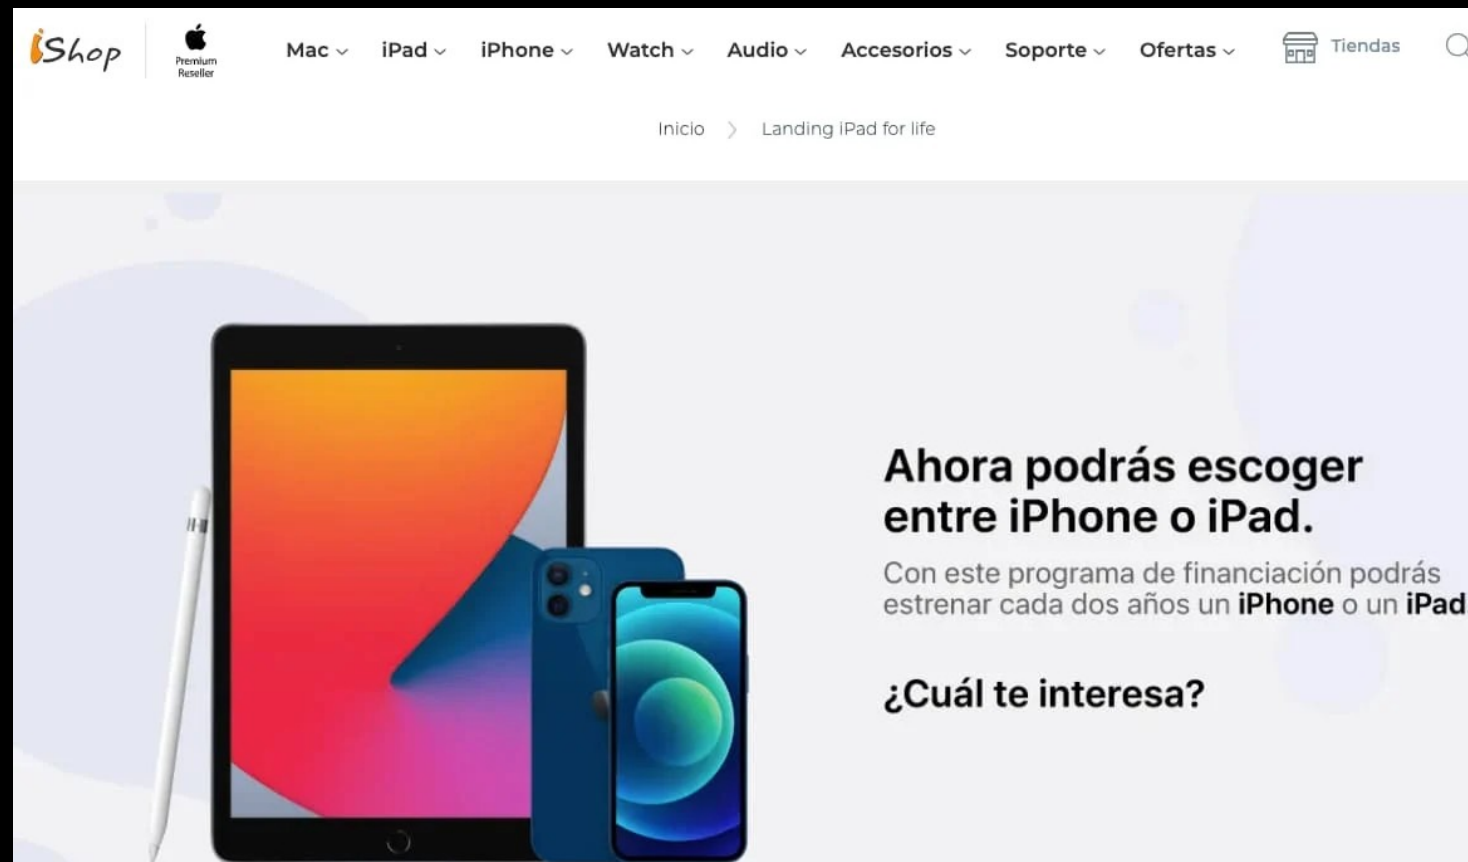 iShop
Premium
Reseller
Mac
iPad
iPhone
Watch
Audio
Accesorios
Soporte
Ofertas
Tiendas
Inicio
Landing iPad for life
Ahora podrás escoger
entre iPhone o iPad.
Con este programa de financiación podrás
estrenar cada dos años un iPhone o un iPad
¿Cuál te interesa?